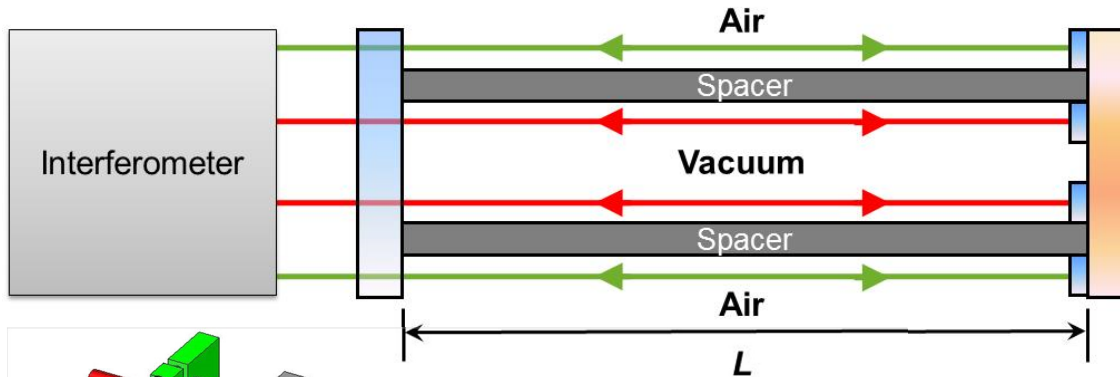 Air
Spacer
Interferometer
Vacuum
Spacer
Air
L